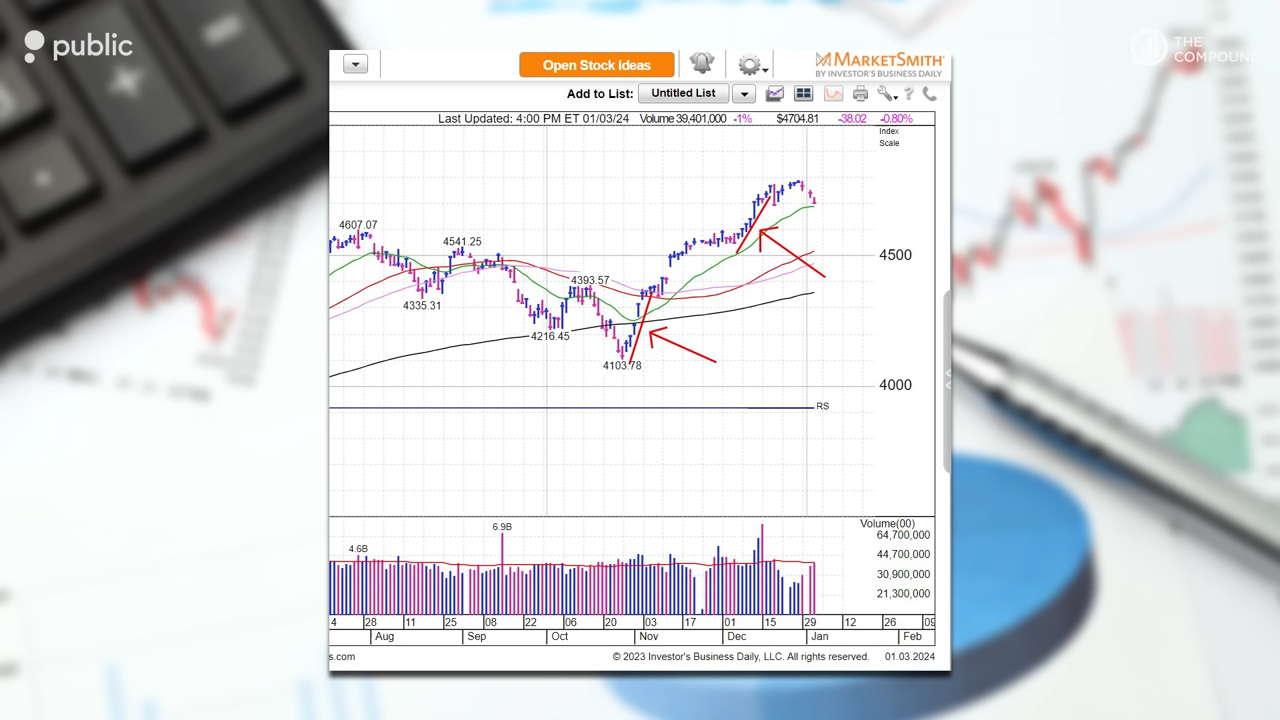 public
THE
COMPOUN
Open Stock Ideas
MARKETSMITH
BY INVESTOR'S BUSINESS DAILY
Add to List: Untitled List
?
Last Updated: 4:00 PM ET 01/03/24 Volume 39,401,000 -1% $4704.81 -38.02 -0.80%
Index
Scale
4607.07
4541.25
4500
4393.57
4335.31
4216.45
4103.78
4000
RS
Volume(00)
6.9B
64,700,000
4.6B
44,700,000
30,900,000
21,300,000
4 28 11 25 08 22 06 20 03 17 01 15 29 12 26 09
Aug Sep Oct Nov Dec Jan Feb
s.com © 2023 Investor's Business Daily, LLC. All rights reserved. 01.03.2024